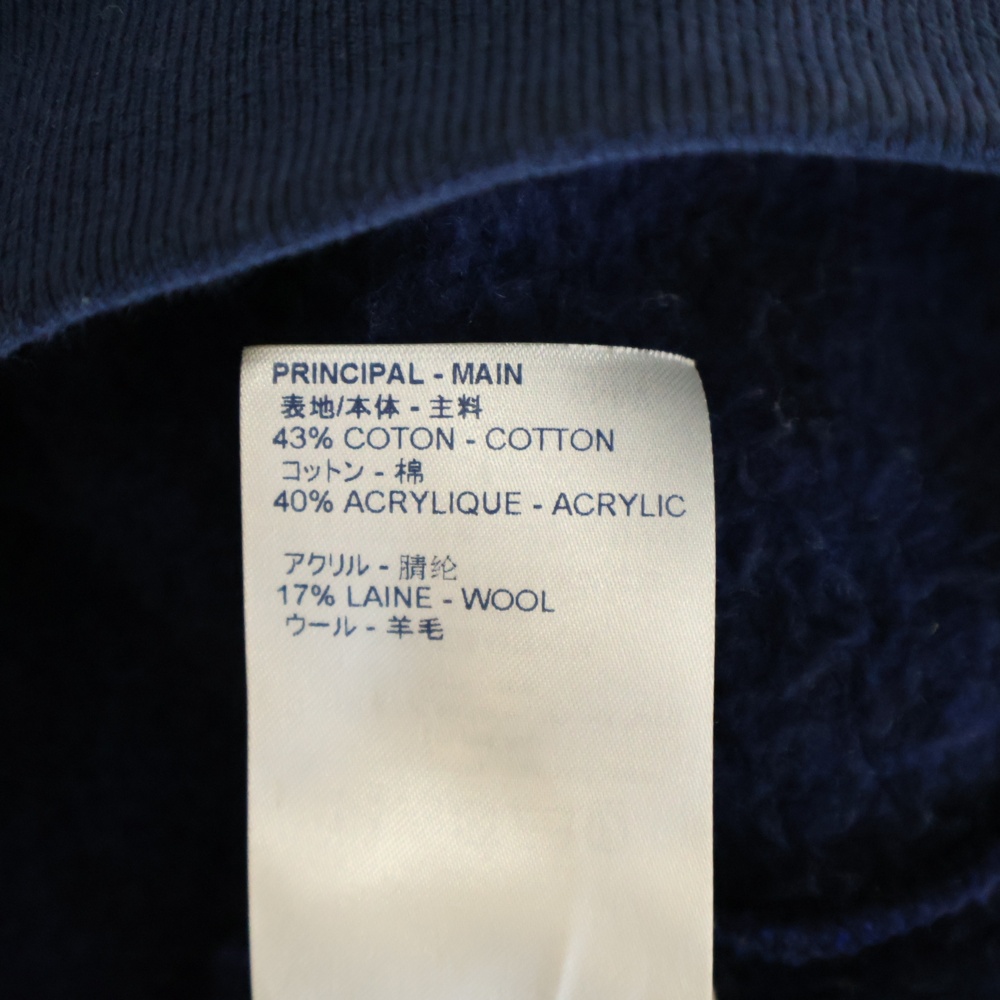 PRINCIPAL - MAIN
表地/本体 - 主料
43% COTON - COTTON
コットン - 棉
40% ACRYLIQUE - ACRYLIC
アクリル - 腈纶
17% LAINE - WOOL
ウール - 羊毛